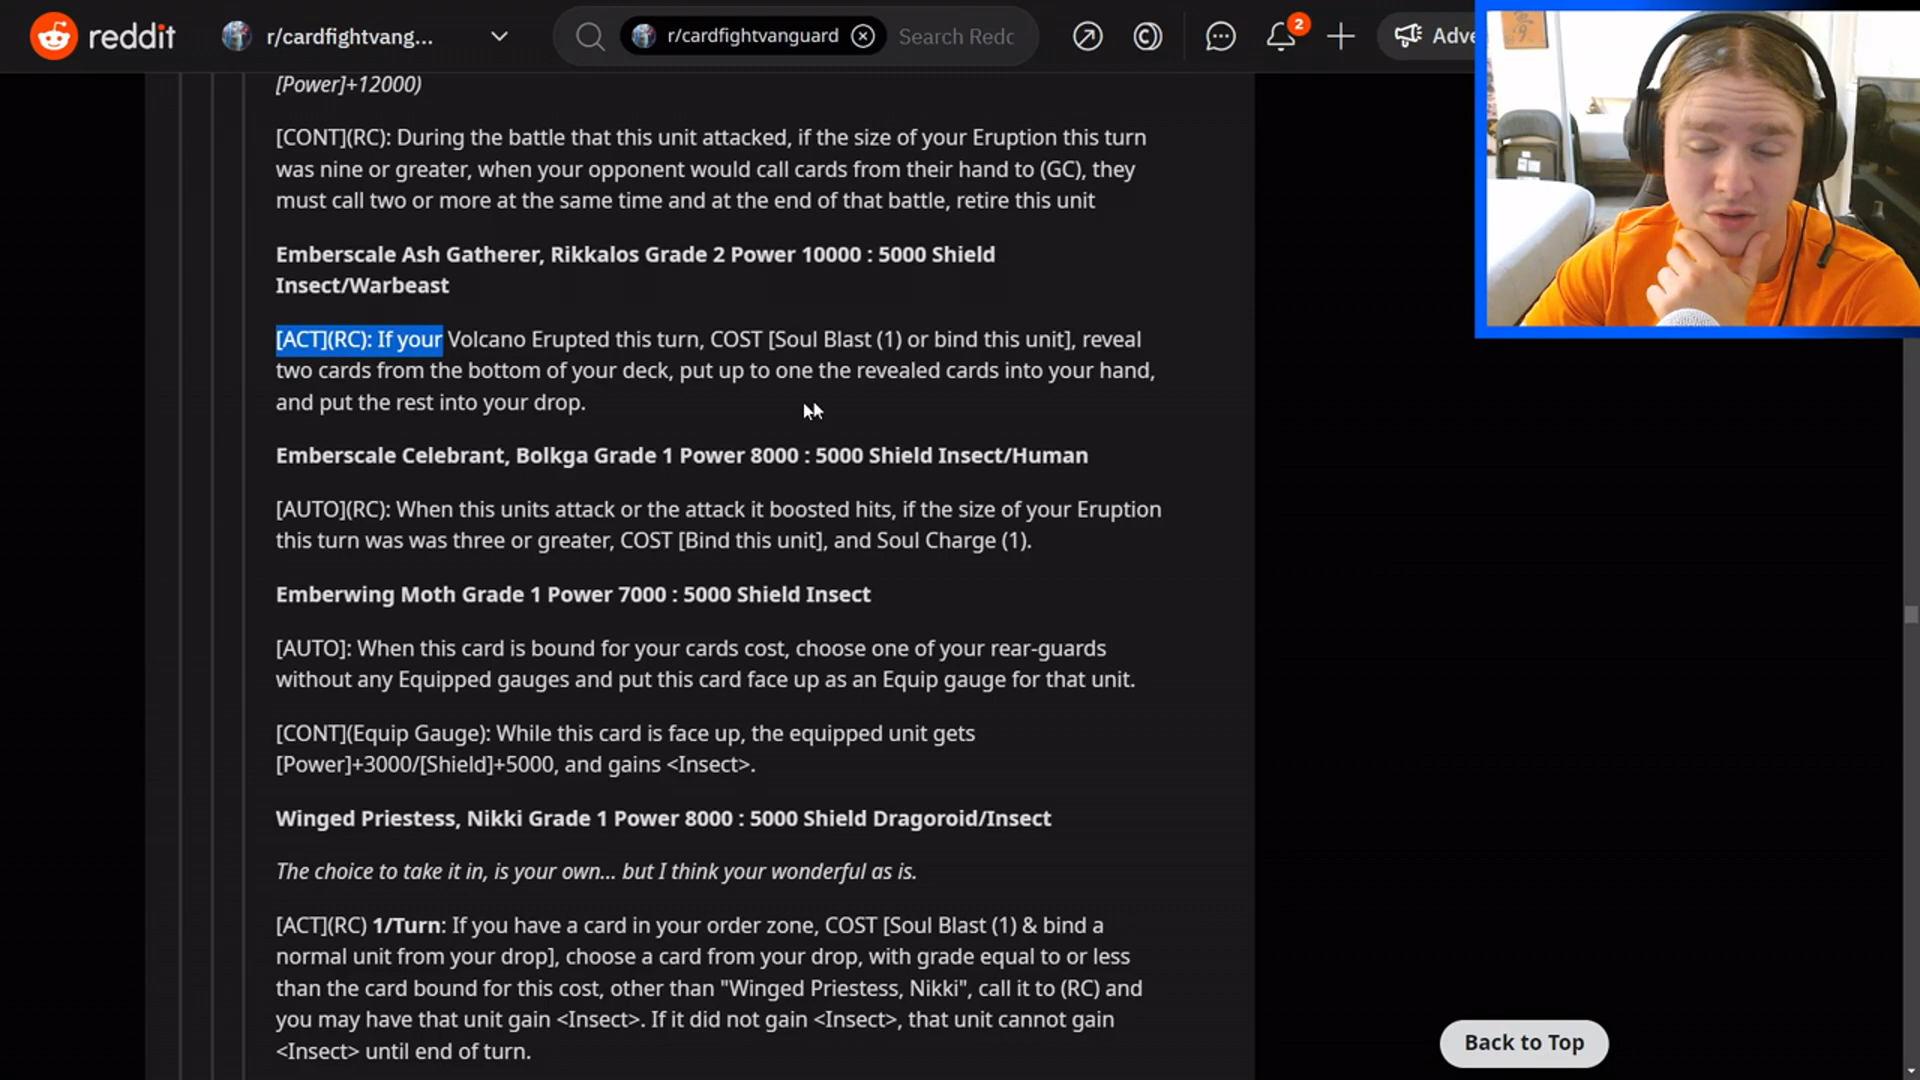 reddit
r/cardfightvang...
r/cardfightvanguard
Search Redc
2
Adve
[Power]+12000)
[CONT](RC): During the battle that this unit attacked, if the size of your Eruption this turn
was nine or greater, when your opponent would call cards from their hand to (GC), they
must call two or more at the same time and at the end of that battle, retire this unit
Emberscale Ash Gatherer, Rikkalos Grade 2 Power 10000 : 5000 Shield
Insect/Warbeast
[ACT](RC): If your Volcano Erupted this turn, COST [Soul Blast (1) or bind this unit], reveal
two cards from the bottom of your deck, put up to one the revealed cards into your hand,
and put the rest into your drop.
Emberscale Celebrant, Bolkga Grade 1 Power 8000 : 5000 Shield Insect/Human
[AUTO](RC): When this units attack or the attack it boosted hits, if the size of your Eruption
this turn was was three or greater, COST [Bind this unit], and Soul Charge (1).
Emberwing Moth Grade 1 Power 7000 : 5000 Shield Insect
[AUTO]: When this card is bound for your cards cost, choose one of your rear-guards
without any Equipped gauges and put this card face up as an Equip gauge for that unit.
[CONT](Equip Gauge): While this card is face up, the equipped unit gets
[Power]+3000/[Shield]+5000, and gains <Insect>.
Winged Priestess, Nikki Grade 1 Power 8000 : 5000 Shield Dragoroid/Insect
The choice to take it in, is your own... but I think your wonderful as is.
[ACT](RC) 1/Turn: If you have a card in your order zone, COST [Soul Blast (1) & bind a
normal unit from your drop], choose a card from your drop, with grade equal to or less
than the card bound for this cost, other than "Winged Priestess, Nikki", call it to (RC) and
you may have that unit gain <Insect>. If it did not gain <Insect>, that unit cannot gain
<Insect> until end of turn.
Back to Top